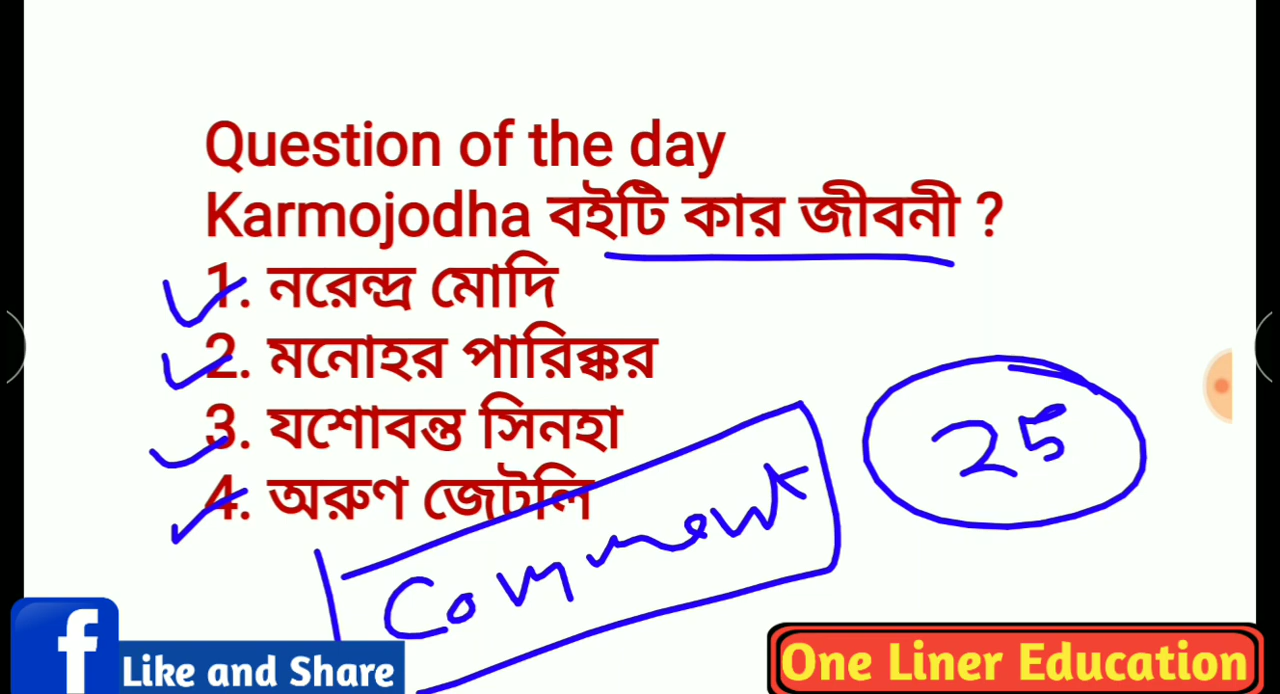 Question of the day
Karmojodha বইটি কার জীবনী ?
1. নরেন্দ্র মোদি
2. মনোহর পারিক্কর
3. যশোবন্ত সিনহা
4. অরুণ জেটলি
25
Comment
f Like and Share
One Liner Education